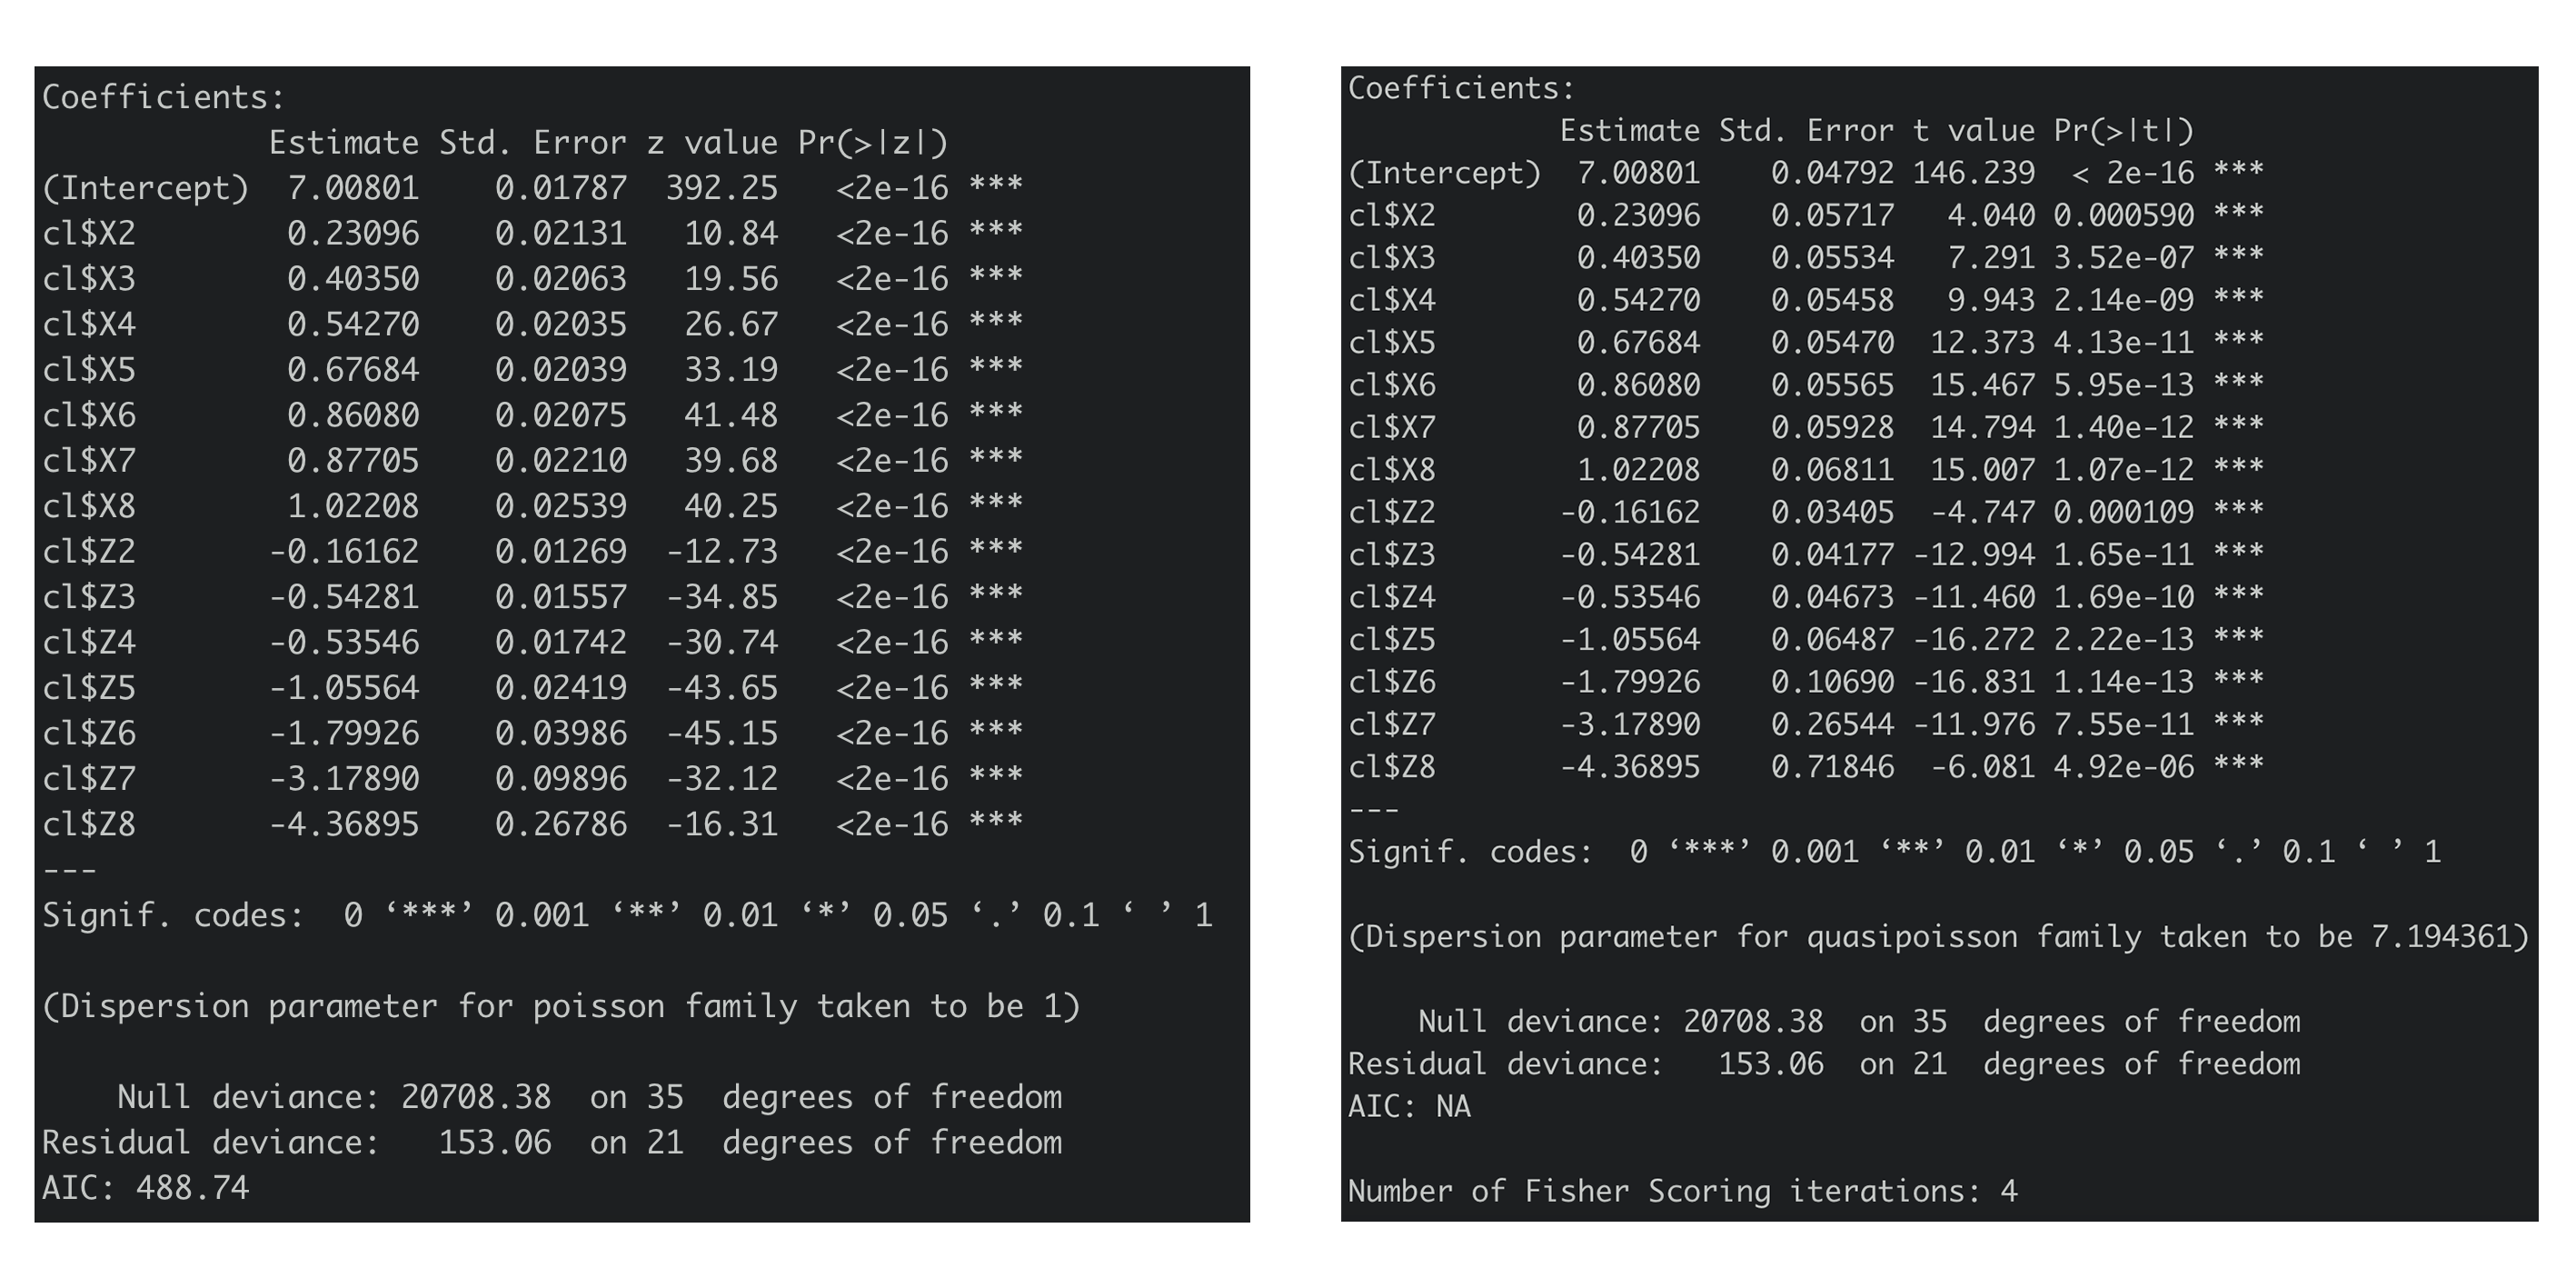 Coefficients:
            Estimate Std. Error z value Pr(>|z|)
(Intercept)  7.00801    0.01787  392.25   <2e-16 ***
cl$X2        0.23096    0.02131   10.84   <2e-16 ***
cl$X3        0.40350    0.02063   19.56   <2e-16 ***
cl$X4        0.54270    0.02035   26.67   <2e-16 ***
cl$X5        0.67684    0.02039   33.19   <2e-16 ***
cl$X6        0.86080    0.02075   41.48   <2e-16 ***
cl$X7        0.87705    0.02210   39.68   <2e-16 ***
cl$X8        1.02208    0.02539   40.25   <2e-16 ***
cl$Z2       -0.16162    0.01269  -12.73   <2e-16 ***
cl$Z3       -0.54281    0.01557  -34.85   <2e-16 ***
cl$Z4       -0.53546    0.01742  -30.74   <2e-16 ***
cl$Z5       -1.05564    0.02419  -43.65   <2e-16 ***
cl$Z6       -1.79926    0.03986  -45.15   <2e-16 ***
cl$Z7       -3.17890    0.09896  -32.12   <2e-16 ***
cl$Z8       -4.36895    0.26786  -16.31   <2e-16 ***
---
Signif. codes:  0 ‘***’ 0.001 ‘**’ 0.01 ‘*’ 0.05 ‘.’ 0.1 ‘ ’ 1
(Dispersion parameter for poisson family taken to be 1)
    Null deviance: 20708.38  on 35  degrees of freedom
Residual deviance:   153.06  on 21  degrees of freedom
AIC: 488.74
Coefficients:
            Estimate Std. Error t value Pr(>|t|)
(Intercept)  7.00801    0.04792 146.239  < 2e-16 ***
cl$X2        0.23096    0.05717   4.040 0.000590 ***
cl$X3        0.40350    0.05534   7.291 3.52e-07 ***
cl$X4        0.54270    0.05458   9.943 2.14e-09 ***
cl$X5        0.67684    0.05470  12.373 4.13e-11 ***
cl$X6        0.86080    0.05565  15.467 5.95e-13 ***
cl$X7        0.87705    0.05928  14.794 1.40e-12 ***
cl$X8        1.02208    0.06811  15.007 1.07e-12 ***
cl$Z2       -0.16162    0.03405  -4.747 0.000109 ***
cl$Z3       -0.54281    0.04177 -12.994 1.65e-11 ***
cl$Z4       -0.53546    0.04673 -11.460 1.69e-10 ***
cl$Z5       -1.05564    0.06487 -16.272 2.22e-13 ***
cl$Z6       -1.79926    0.10690 -16.831 1.14e-13 ***
cl$Z7       -3.17890    0.26544 -11.976 7.55e-11 ***
cl$Z8       -4.36895    0.71846  -6.081 4.92e-06 ***
---
Signif. codes:  0 ‘***’ 0.001 ‘**’ 0.01 ‘*’ 0.05 ‘.’ 0.1 ‘ ’ 1
(Dispersion parameter for quasipoisson family taken to be 7.194361)
    Null deviance: 20708.38  on 35  degrees of freedom
Residual deviance:   153.06  on 21  degrees of freedom
AIC: NA
Number of Fisher Scoring iterations: 4